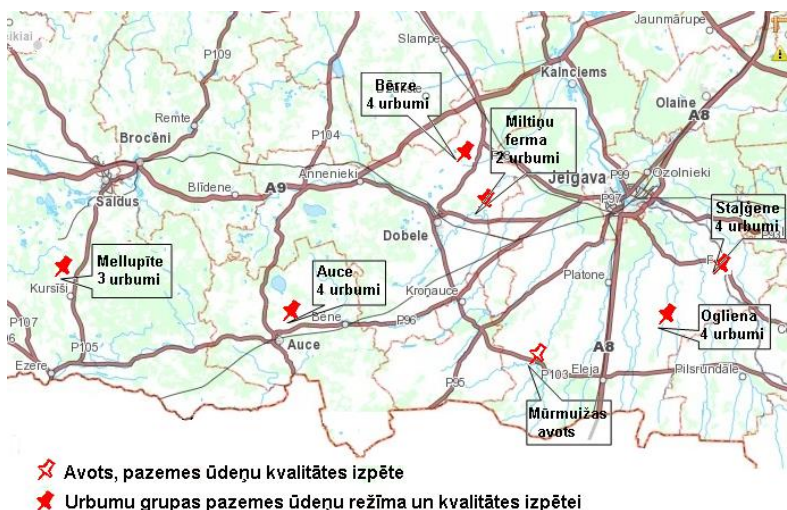 Slampe
Jaunmārupe
P109
Bērze
4 urbumi
Kalnciems
Olaine
Remte
Miltiņu
ferma
2 urbumi
A8
Brocēni
P104
P99
Ozolnieki
Jelgava
Annenieki
P97
Saldus
Blīdene
A9
Staļģene
4 urbumi
Dobele
Mellupīte
3 urbumi
Auce
4 urbumi
Platone
Kursīši
Kroņauce
Ogliena
4 urbumi
P107
Bēne
P96
P105
Auce
A8
Ezere
P103
Eleja
Pilsrundāle
P95
Mūrmuižas
avots
Avots, pazemes ūdeņu kvalitātes izpēte
Urbumu grupas pazemes ūdeņu režīma un kvalitātes izpētei